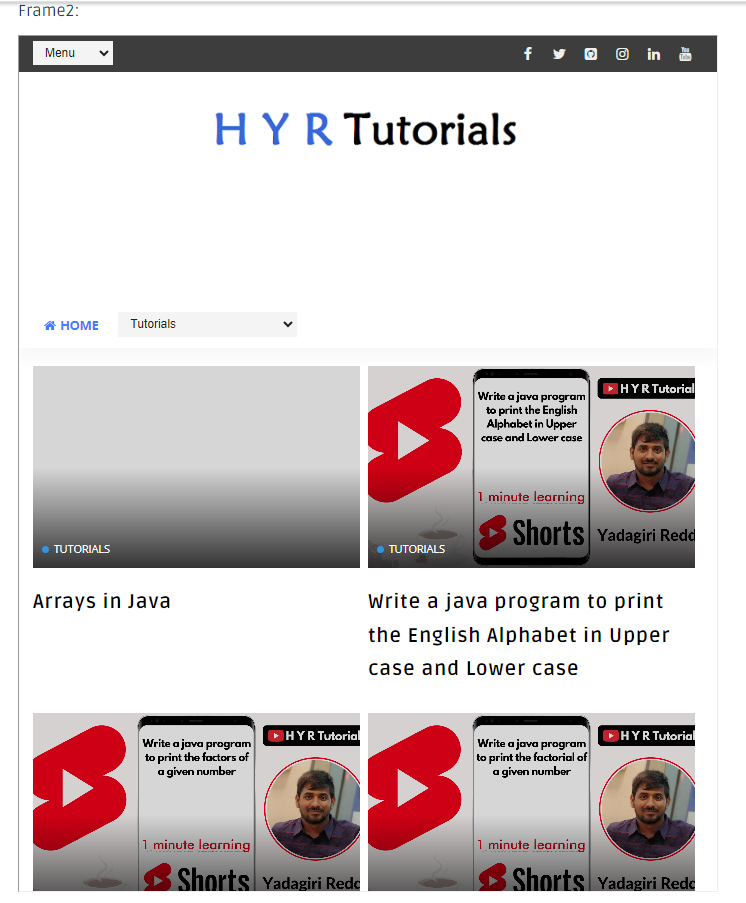 Frame2:
Menu
H Y R Tutorials
HOME
Tutorials
Write a java program
to print the English
Alphabet in Upper
case and Lower case
H Y R Tutorial
1 minute learning
Shorts
Yadagiri Redd
TUTORIALS
TUTORIALS
Arrays in Java
Write a java program to print
the English Alphabet in Upper
case and Lower case
Write a java program
to print the factors of
a given number
H Y R Tutorial
1 minute learning
Shorts
Yadagiri Redd
Write a java program
to print the factorial of
a given number
H Y R Tutorial
1 minute learning
Shorts
Yadagiri Redd